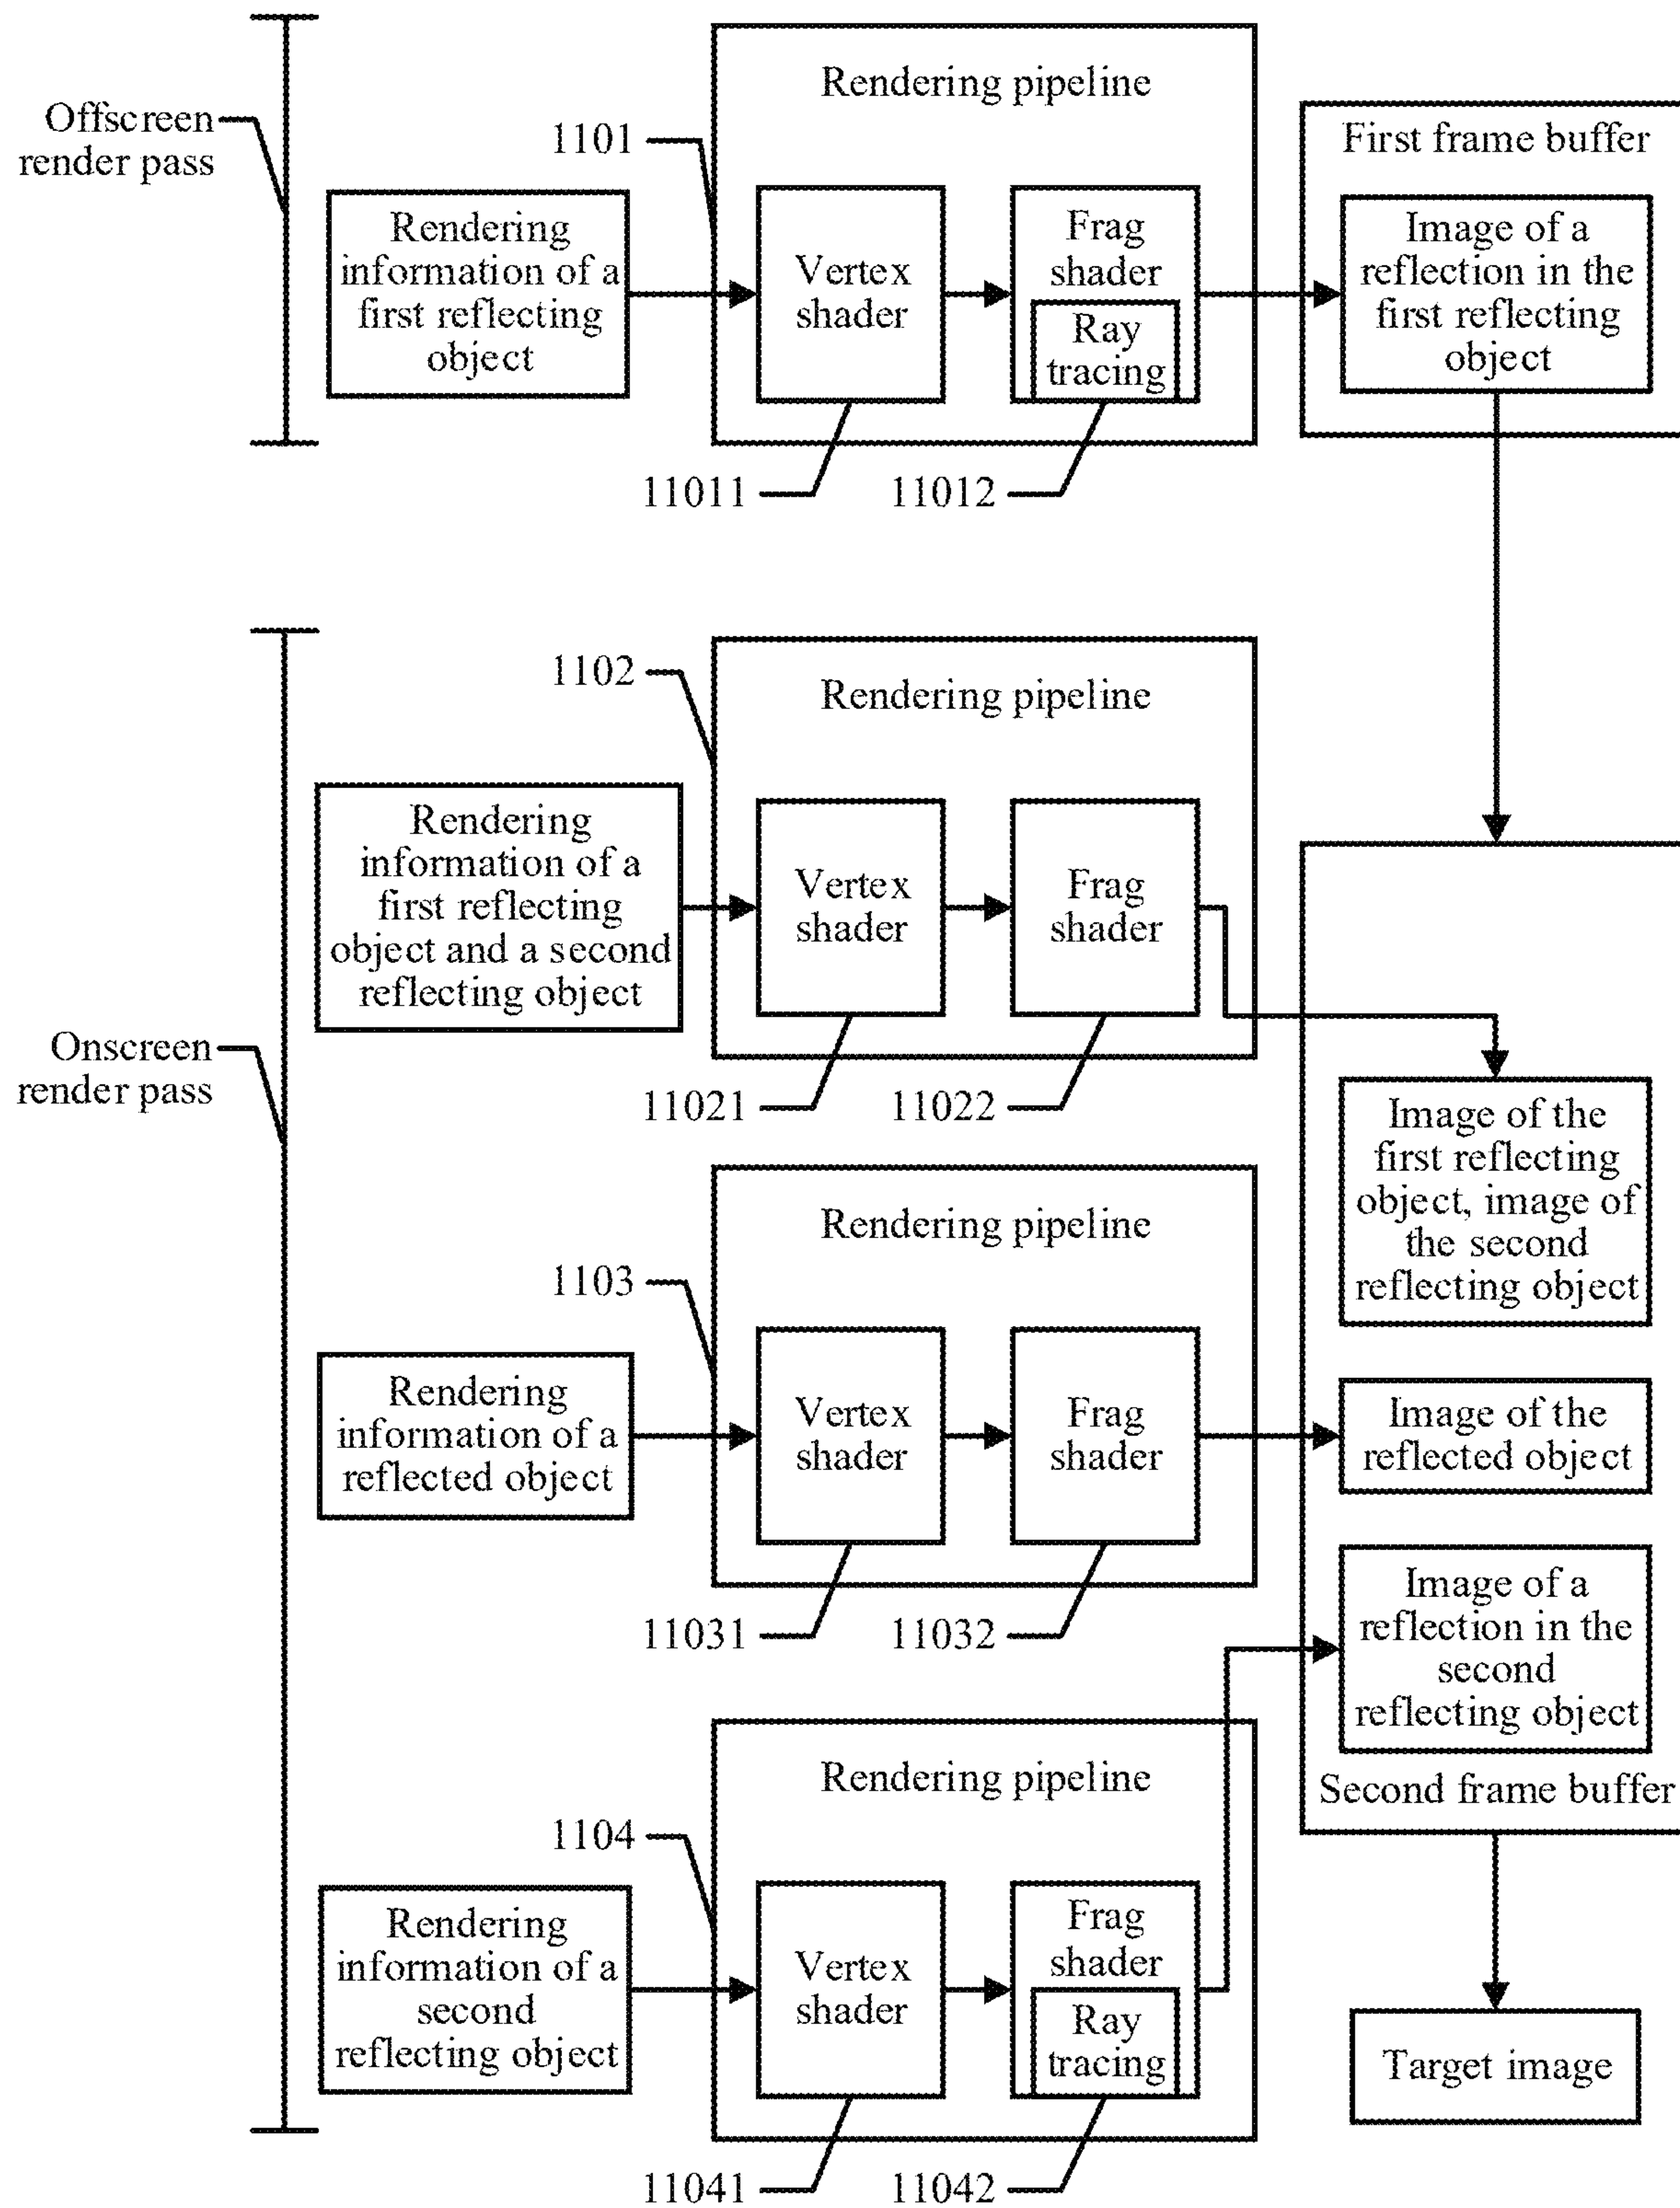 Offscreen
render pass
1101
Rendering pipeline
Rendering
information of a
first reflecting
object
Vertex
shader
Frag
shader
Ray
tracing
First frame buffer
Image of a
reflection in the
first reflecting
object
11011
11012
Onscreen
render pass
1102
Rendering pipeline
Rendering
information of a
first reflecting
object and a second
reflecting object
Vertex
shader
Frag
shader
11021
11022
Image of the
first reflecting
object, image of
the second
reflecting object
1103
Rendering pipeline
Rendering
information of a
reflected object
Vertex
shader
Frag
shader
Image of the
reflected object
11031
11032
Image of a
reflection in the
second
reflecting object
Second frame buffer
1104
Rendering pipeline
Rendering
information of a
second
reflecting object
Vertex
shader
Frag
shader
Ray
tracing
Target image
11041
11042